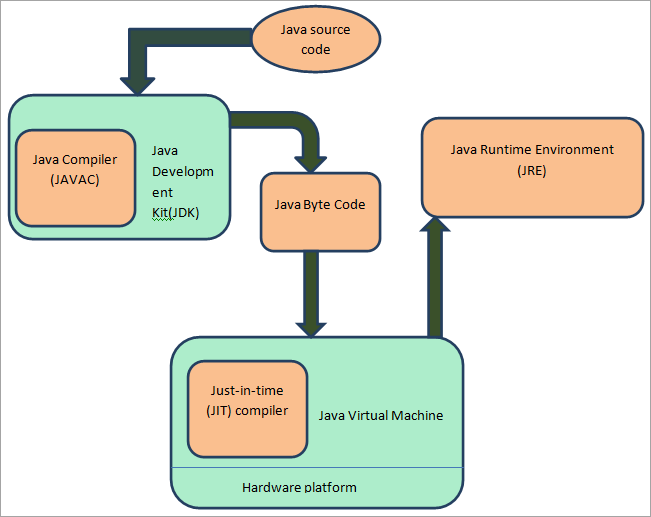 Java source
code
Java Compiler
(JAVAC)
Java
Developm
ent
Kit(JDK)
Java Byte Code
Java Runtime Environment
(JRE)
Just-in-time
(JIT) compiler
Java Virtual Machine
Hardware platform